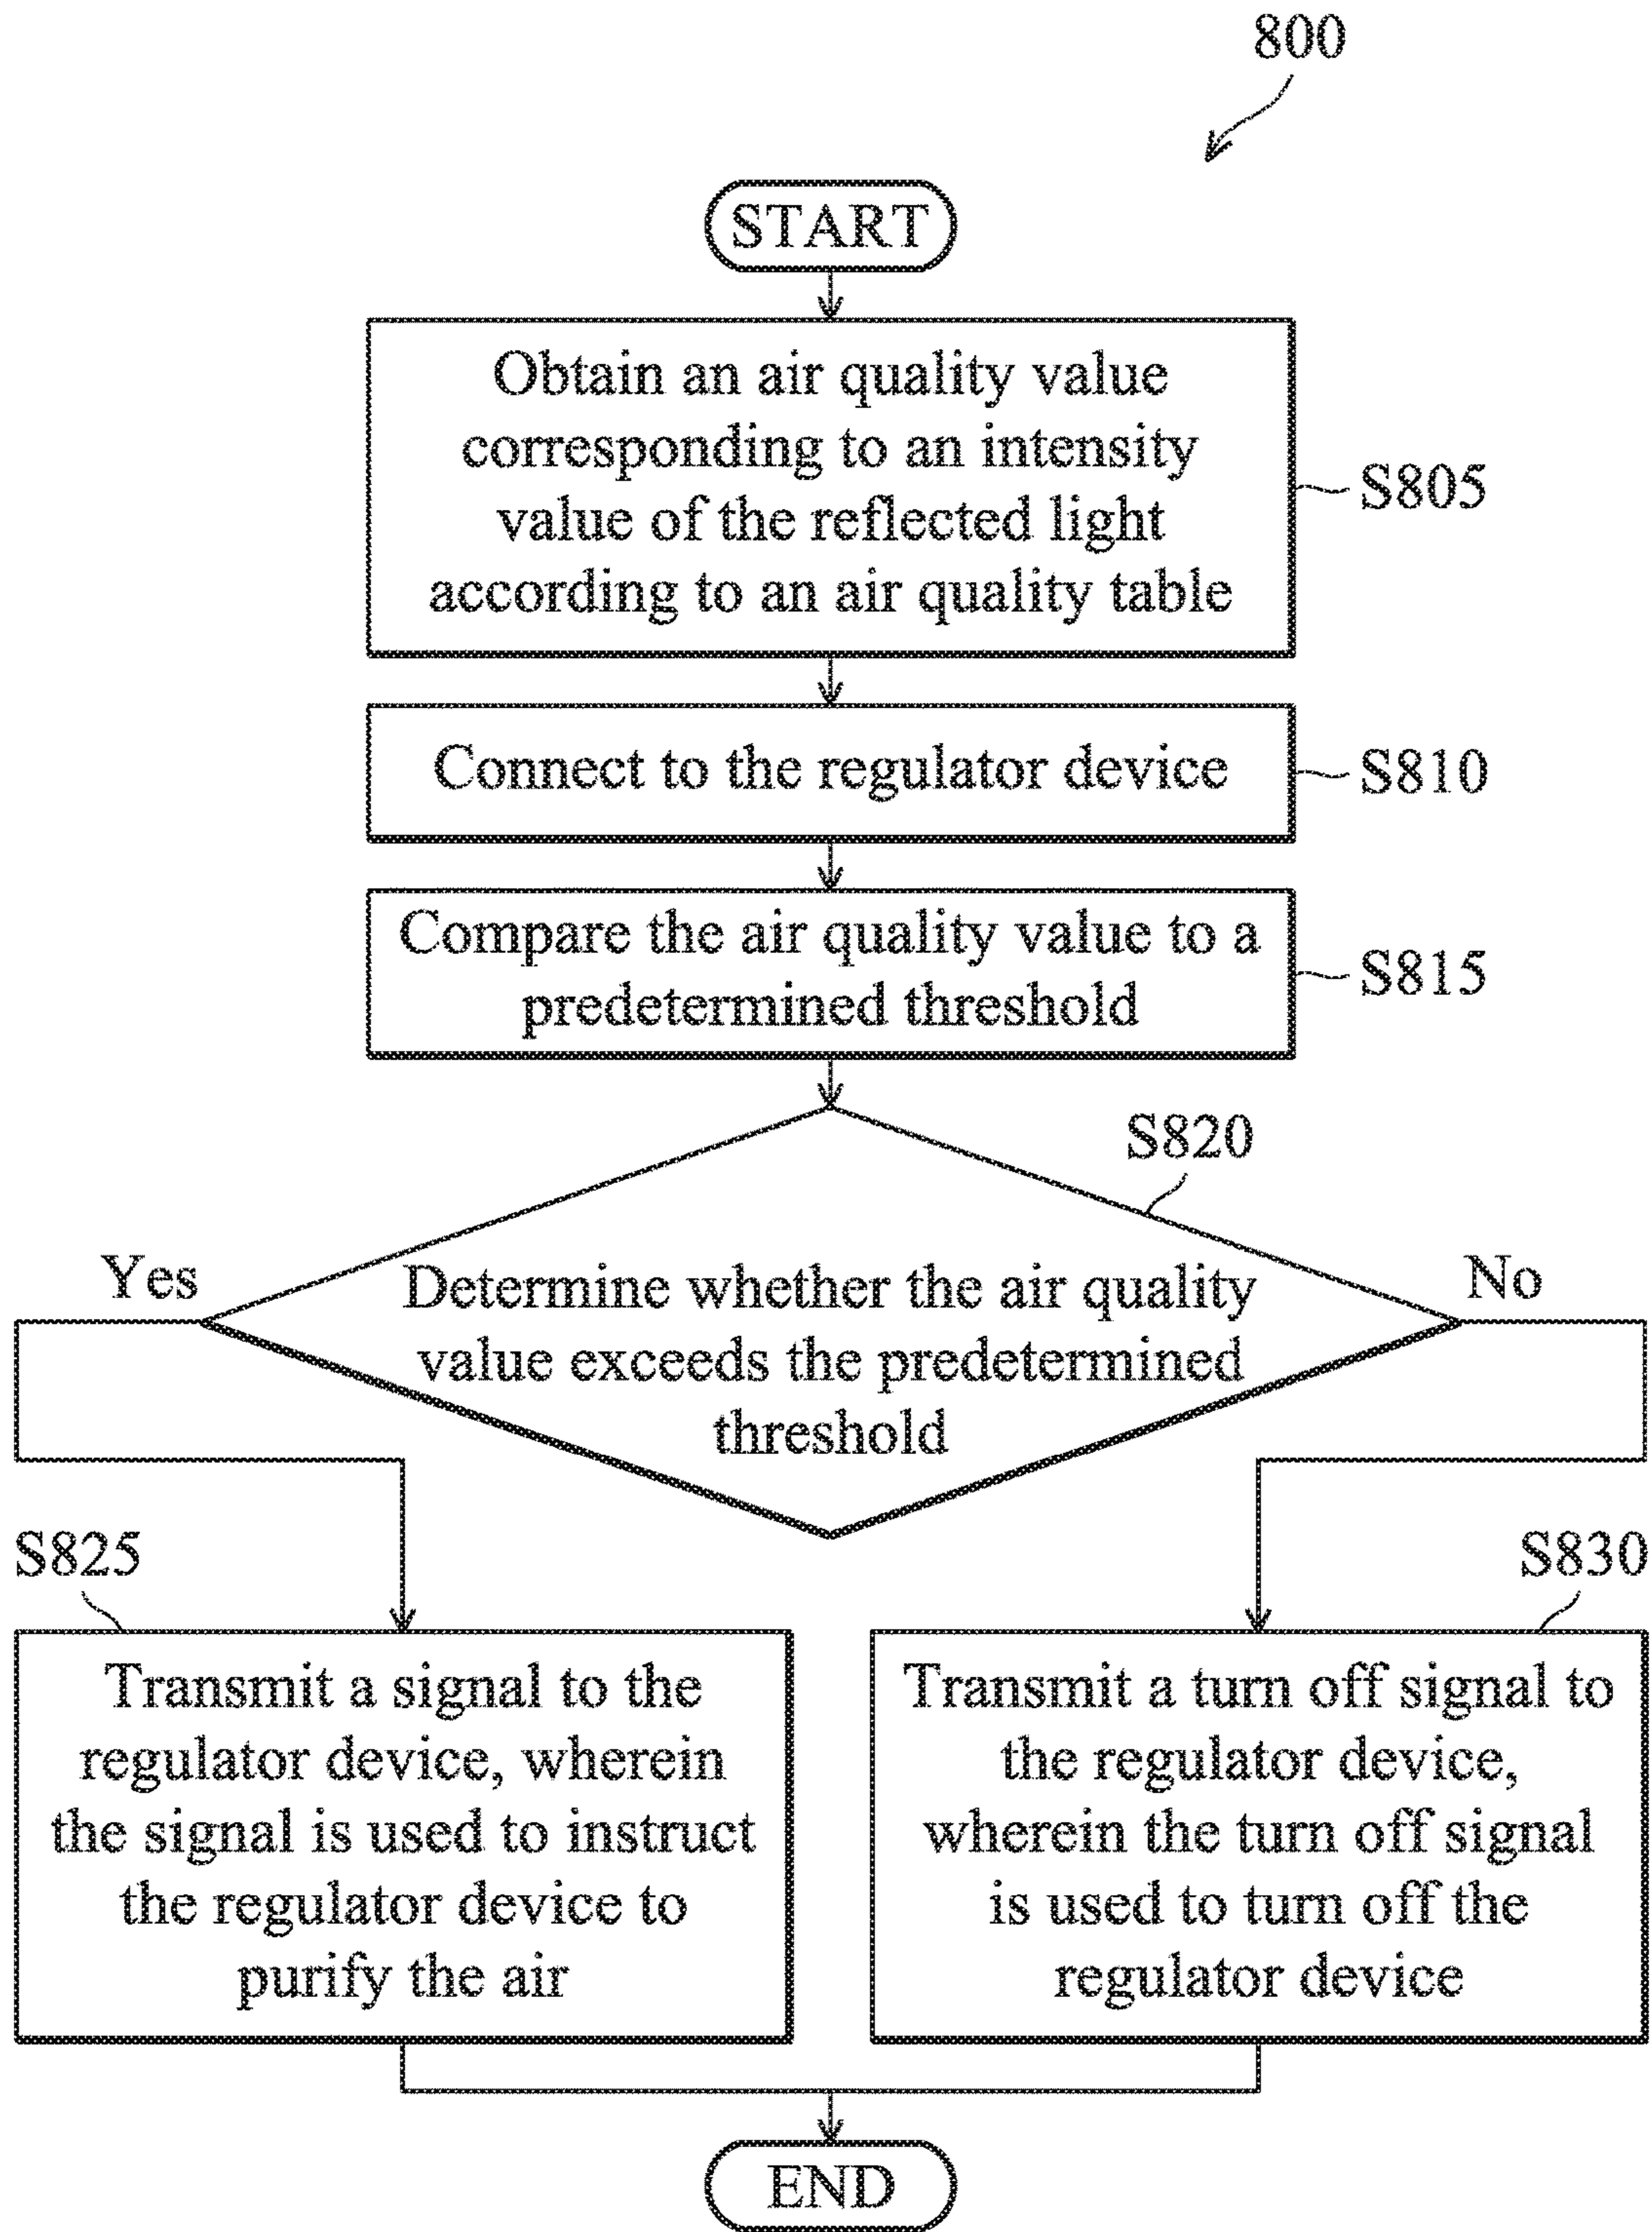 800
START
Obtain an air quality value
corresponding to an intensity
value of the reflected light
according to an air quality table
S805
Connect to the regulator device
S810
Compare the air quality value to a
predetermined threshold
S815
S820
Yes
No
Determine whether the air quality
value exceeds the predetermined
threshold
S825
Transmit a signal to the
regulator device, wherein
the signal is used to instruct
the regulator device to
purify the air
S830
Transmit a turn off signal to
the regulator device,
wherein the turn off signal
is used to turn off the
regulator device
END